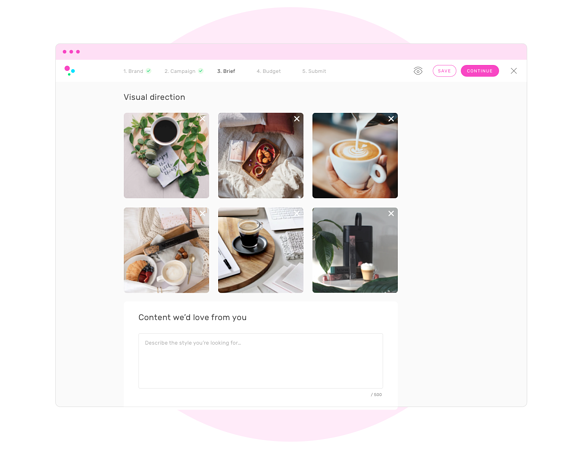 1. Brand
2. Campaign
3. Brief
4. Budget
5. Submit
SAVE
CONTINUE
Visual direction
Content we'd love from you
Describe the style you're looking for...